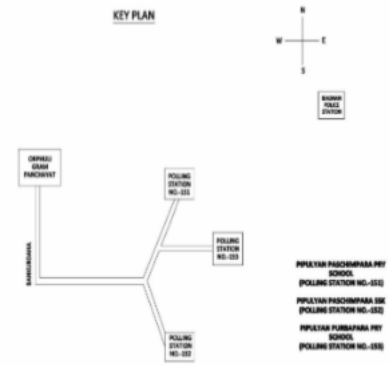 KEY PLAN
N
W
E
S
BAGNAN
POLICE
STATION
ORPHULI
GRAM
PANCHAYAT
POLLING
STATION
NO.-151
POLLING
STATION
NO.-153
POLLING
STATION
NO.-152
PIPULYAN PASCHIMPARA PRY
SCHOOL
(POLLING STATION NO.-151)
PIPULYAN PASCHIMPARA SSK
(POLLING STATION NO.-152)
PIPULYAN PURBAPARA PRY
SCHOOL
(POLLING STATION NO.-153)